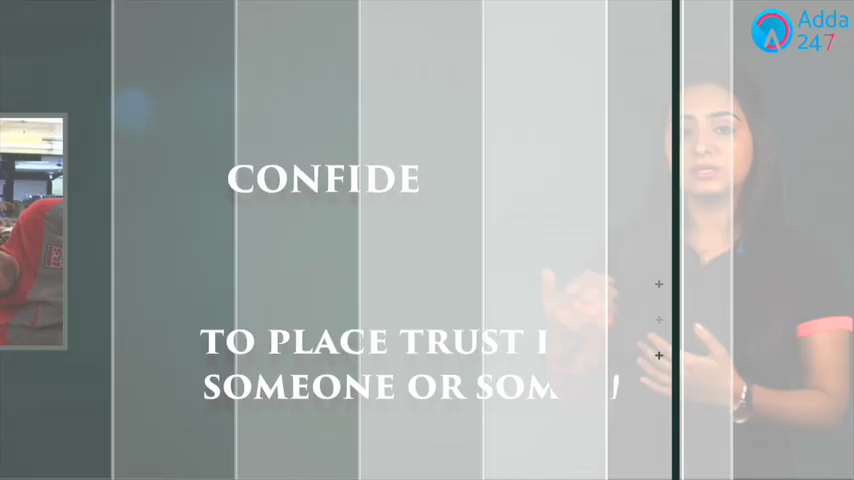 Adda
247
CONFIDE
TO PLACE TRUST
SOMEONE OR